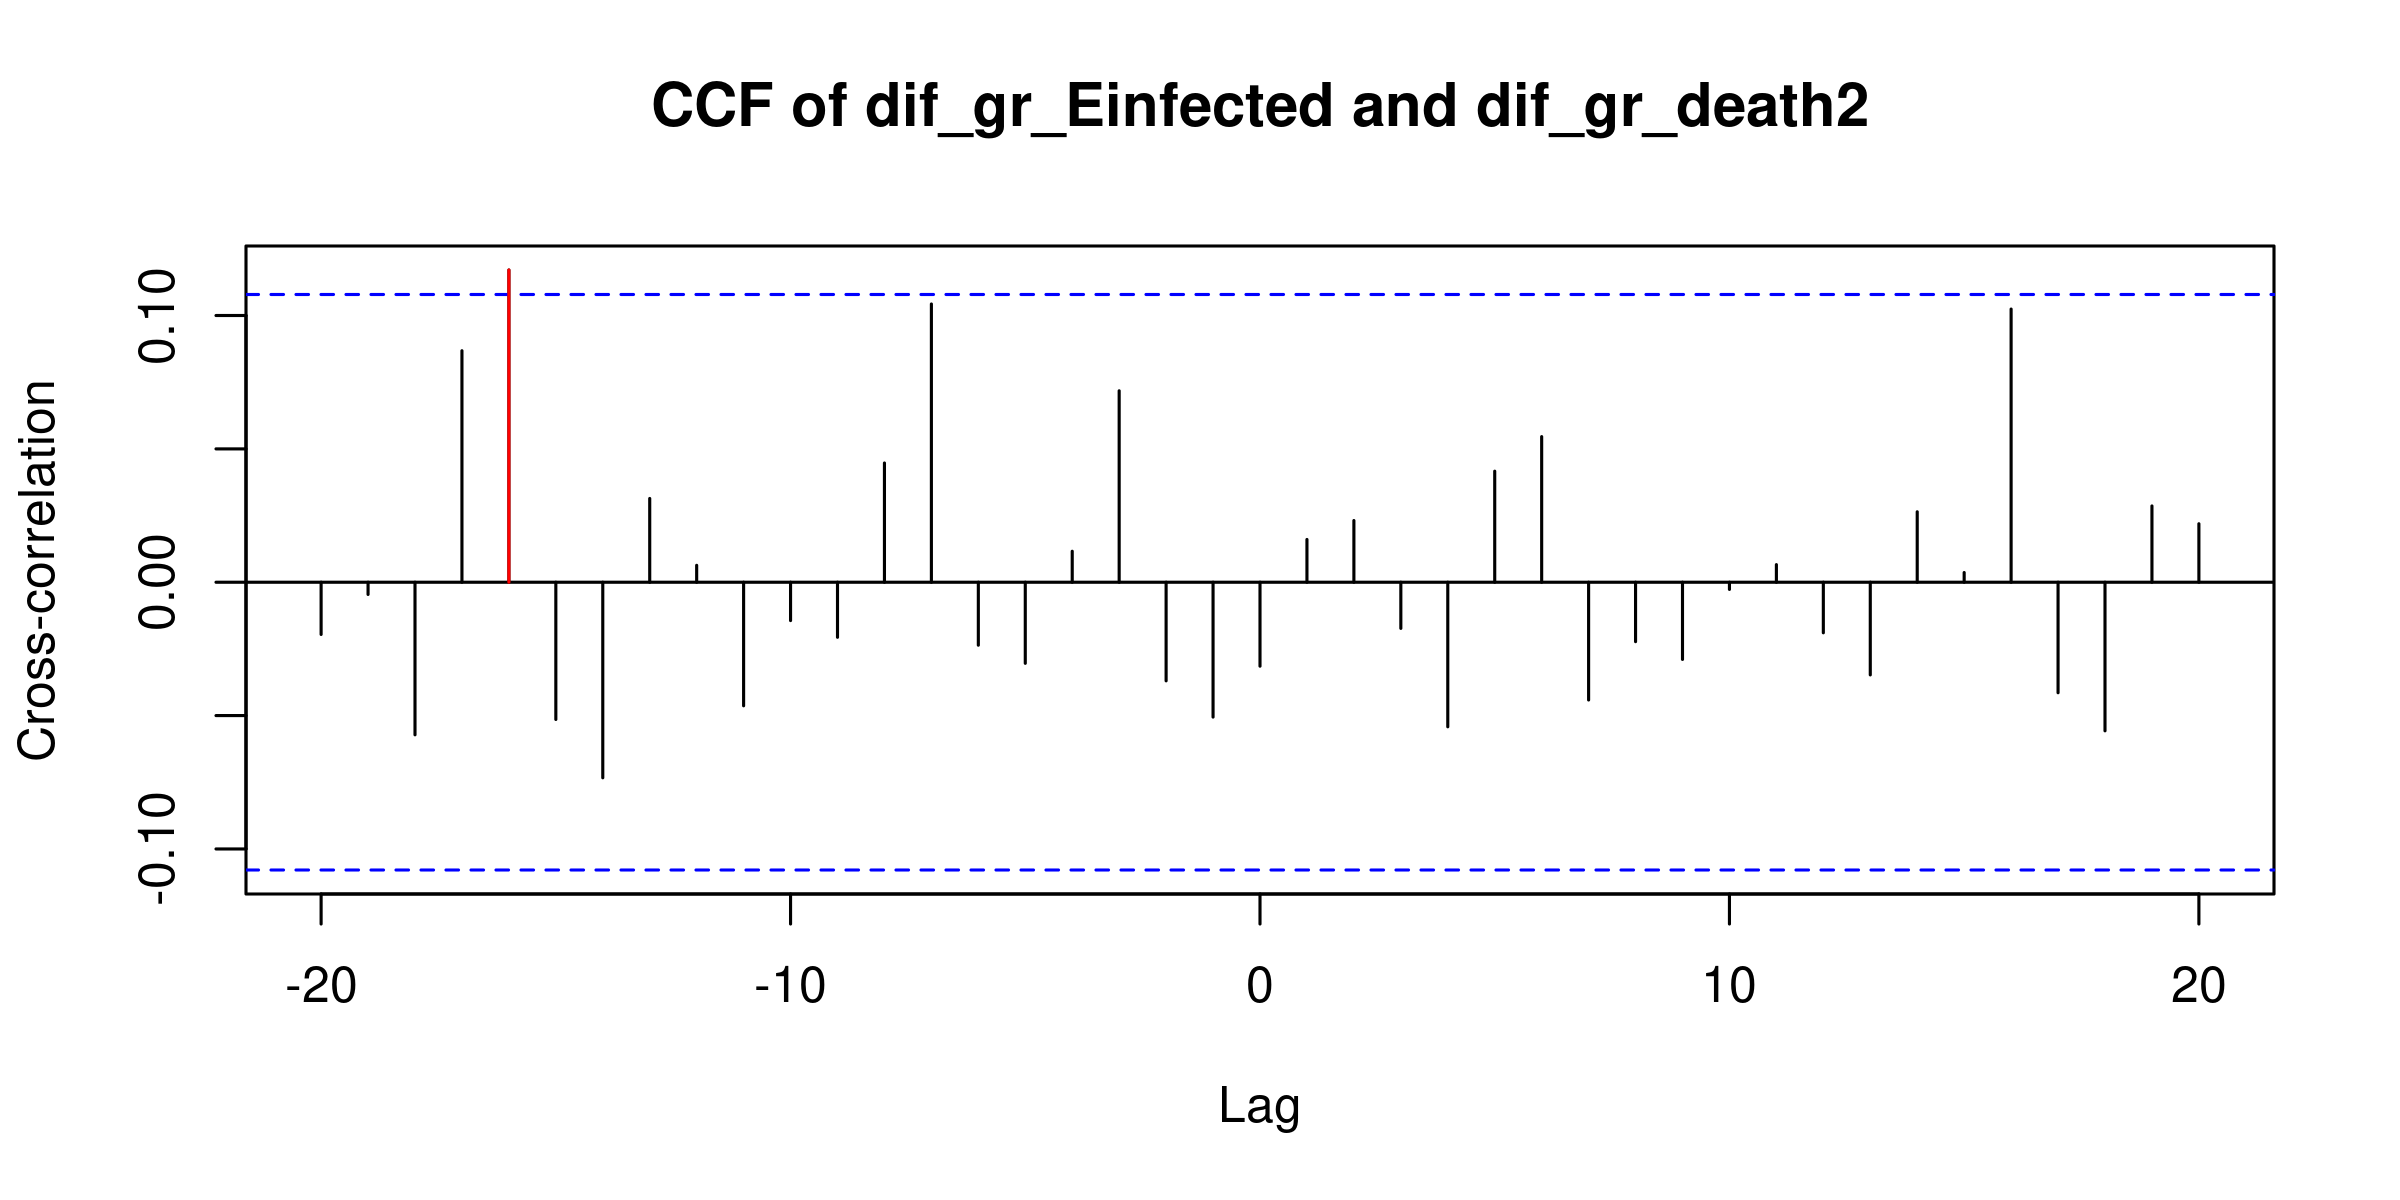 CCF of dif_gr_Einfected and dif_gr_death2
Cross-correlation
0.10
0.00
-0.10
-20 -10 0 10 20
Lag